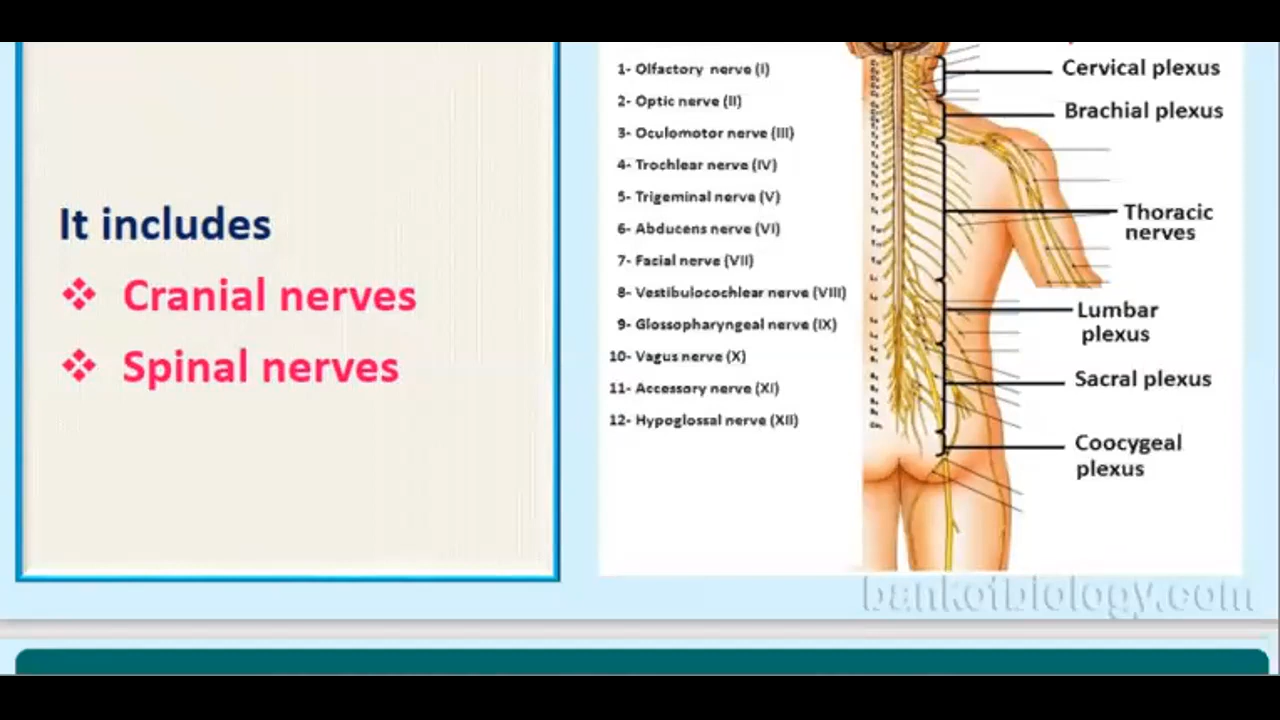 It includes
❖ Cranial nerves
❖ Spinal nerves
1- Olfactory nerve (I)
2- Optic nerve (II)
3- Oculomotor nerve (III)
4- Trochlear nerve (IV)
5- Trigeminal nerve (V)
6- Abducens nerve (VI)
7- Facial nerve (VII)
8- Vestibulocochlear nerve (VIII)
9- Glossopharyngeal nerve (IX)
10- Vagus nerve (X)
11- Accessory nerve (XI)
12- Hypoglossal nerve (XII)
Cervical plexus
Brachial plexus
Thoracic
nerves
Lumbar
plexus
Sacral plexus
Coocygeal
plexus
bankofbiology.com